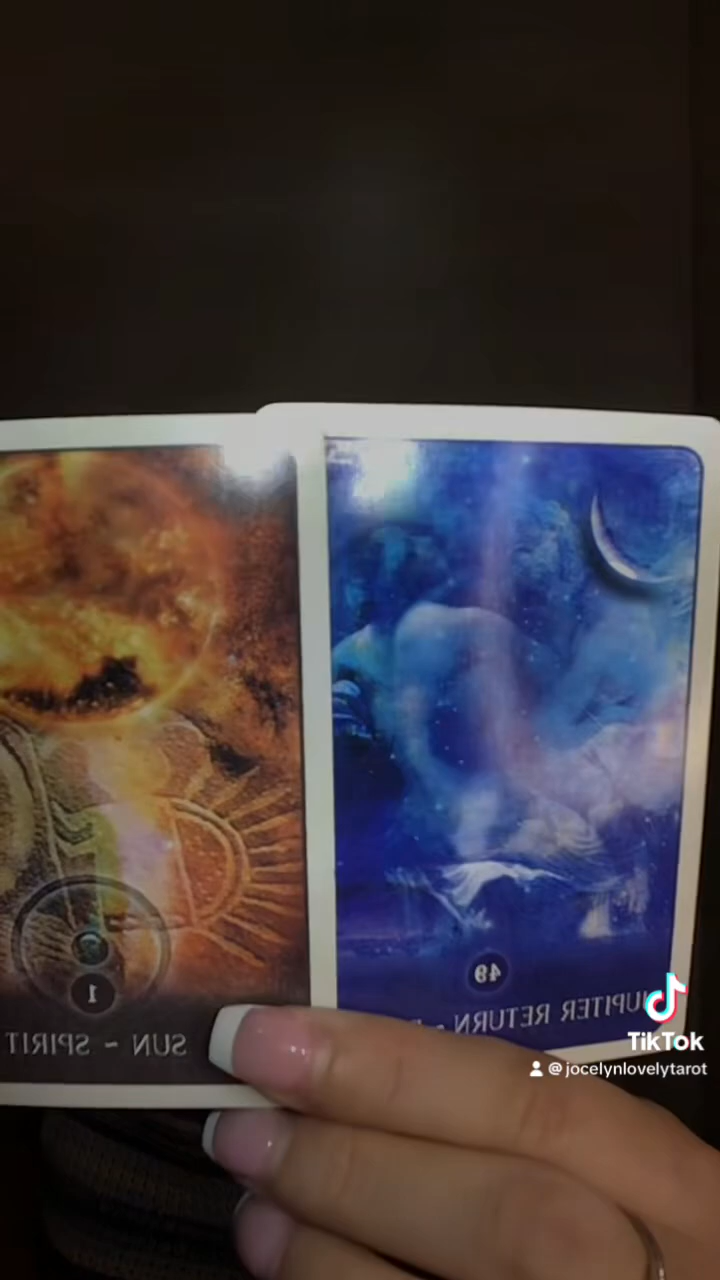 1
SUN ~ SPIRIT
49
JUPITER RETURN ~
TikTok
@jocelynlovelytarot